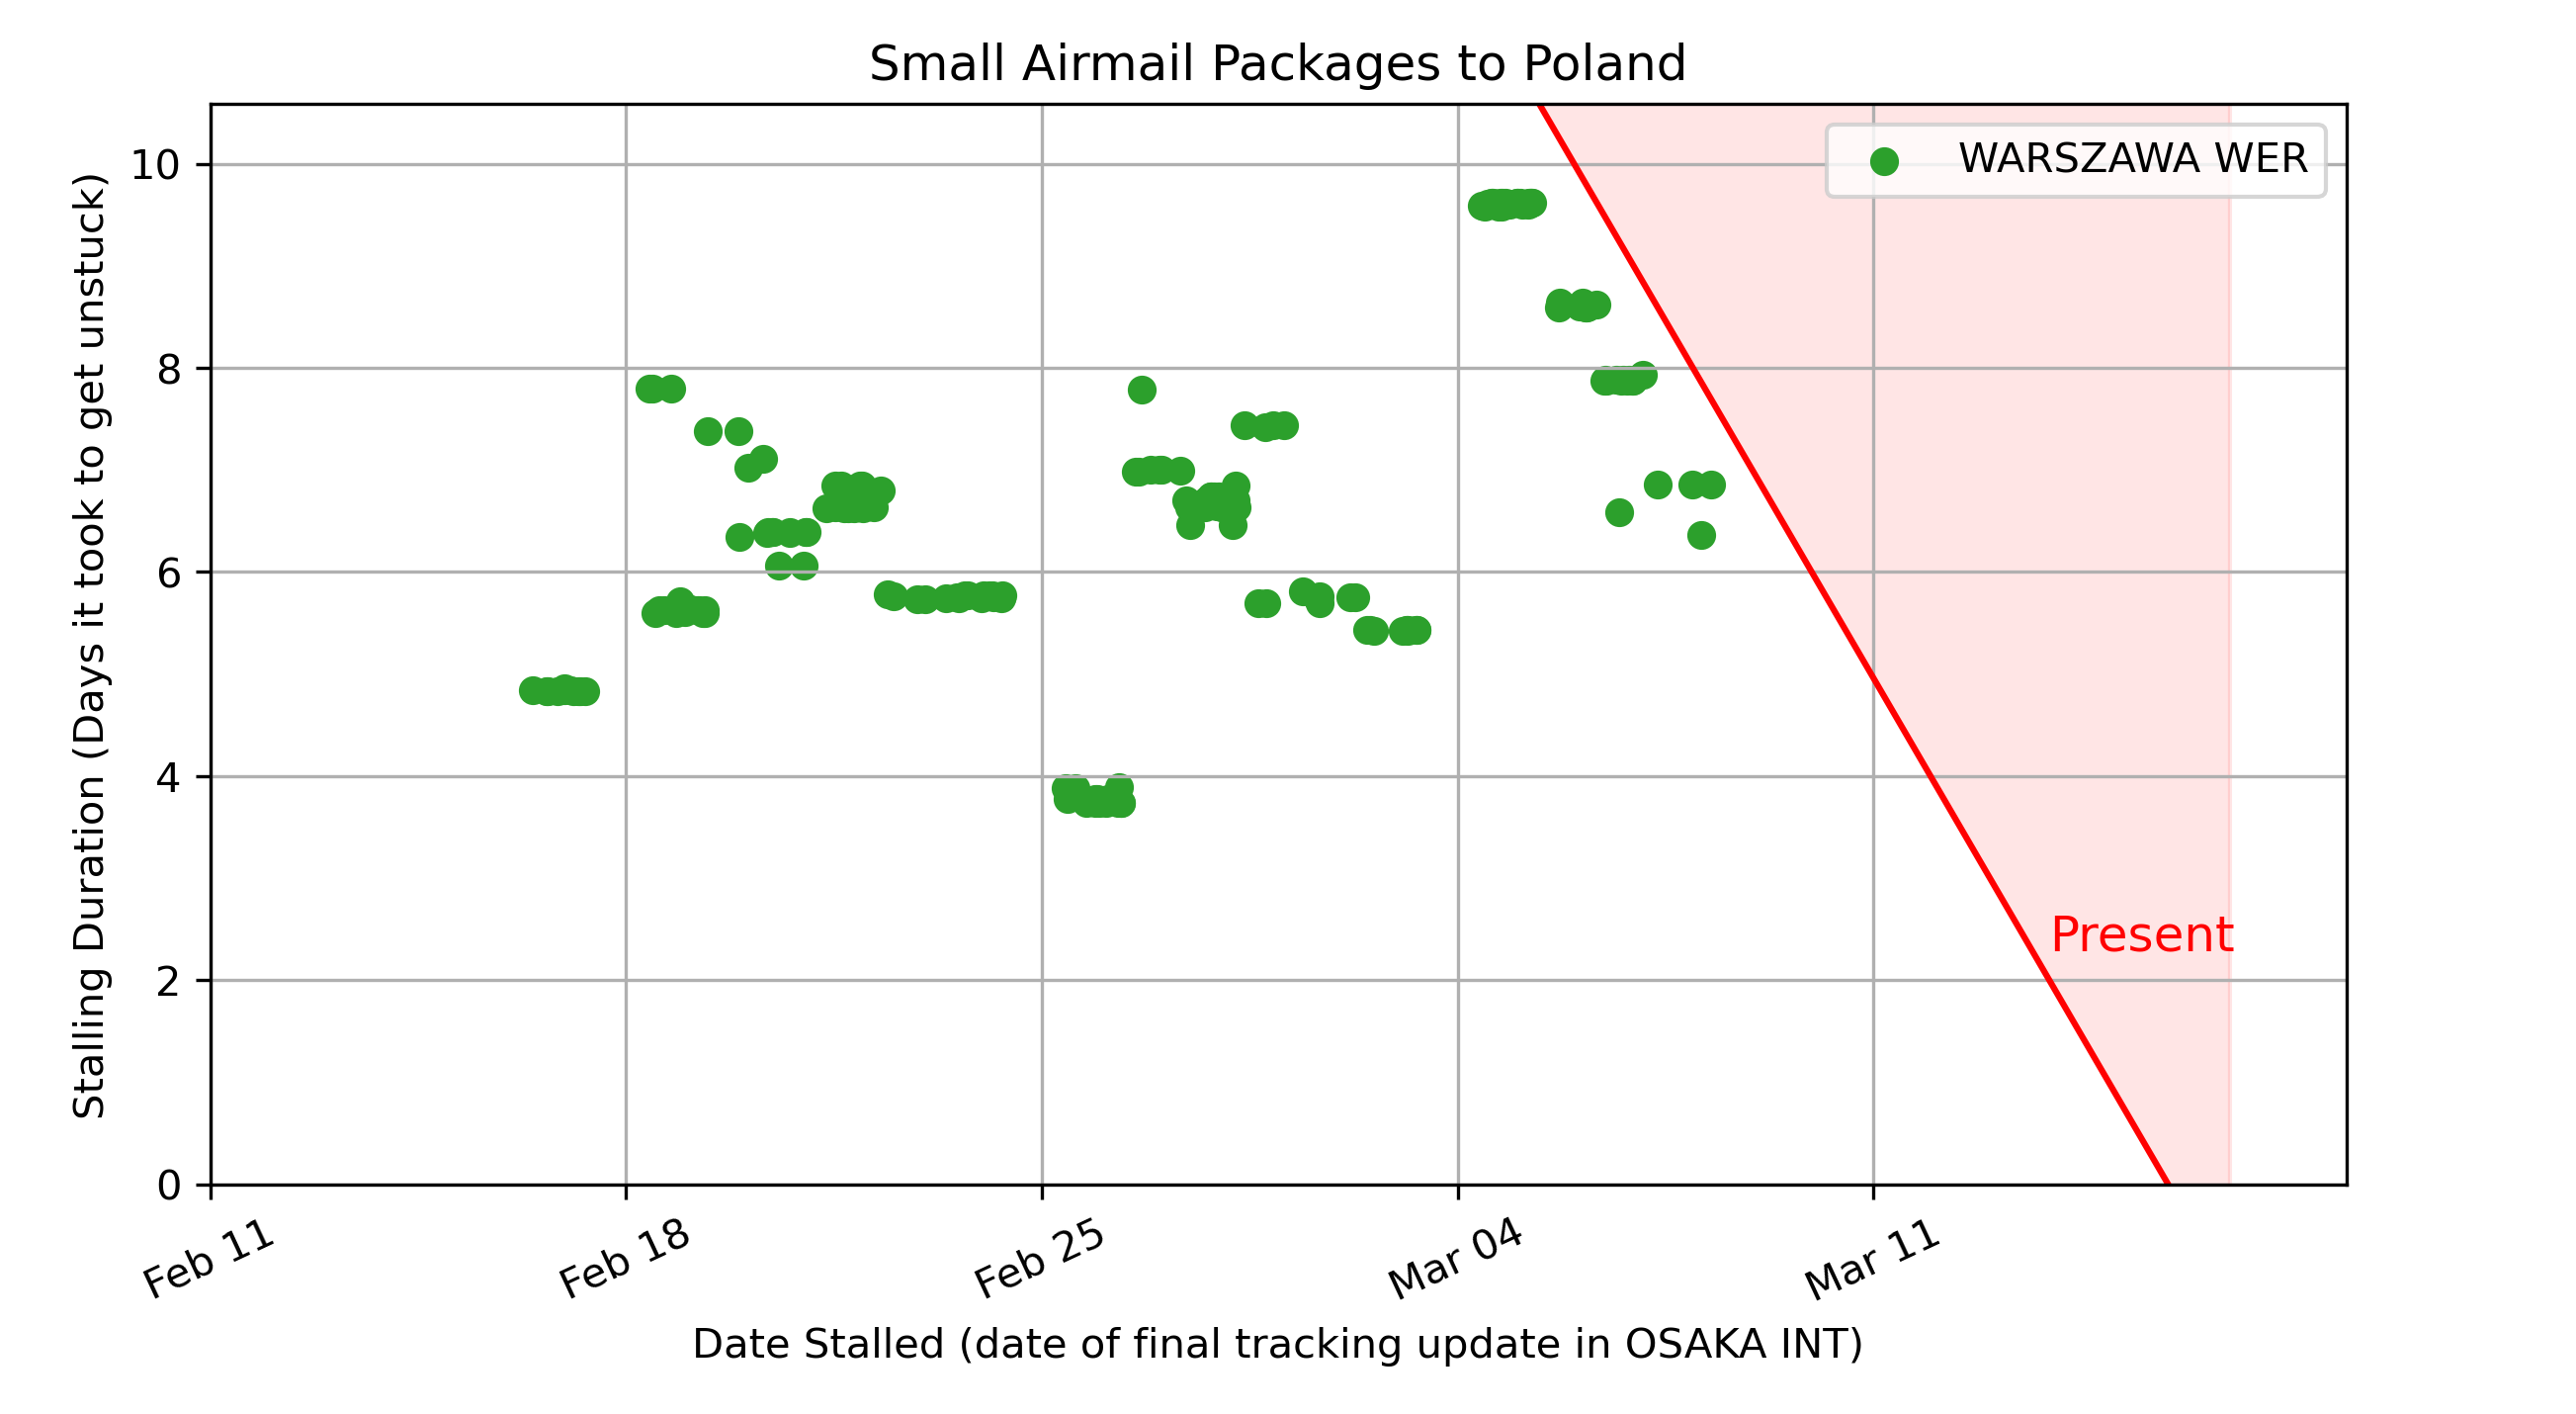 Small Airmail Packages to Poland
Stalling Duration (Days it took to get unstuck)
10
8
6
4
2
0
WARSZAWA WER
Present
Feb 11
Feb 18
Feb 25
Mar 04
Mar 11
Date Stalled (date of final tracking update in OSAKA INT)